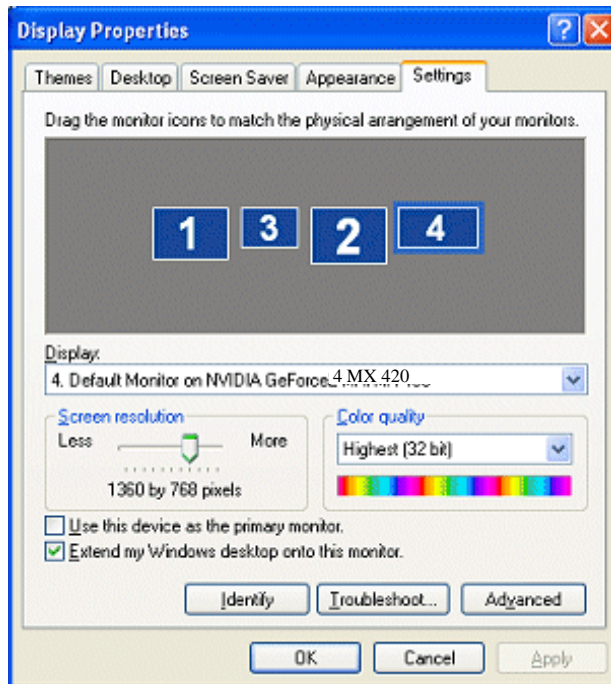 Display Properties
Themes Desktop Screen Saver Appearance Settings
Drag the monitor icons to match the physical arrangement of your monitors.
1 3 2 4
Display:
4. Default Monitor on NVIDIA GeForce 4 MX 420
Screen resolution
Less More
1360 by 768 pixels
Color quality
Highest (32 bit)
Use this device as the primary monitor.
Extend my Windows desktop onto this monitor.
Identify Troubleshoot... Advanced
OK Cancel Apply